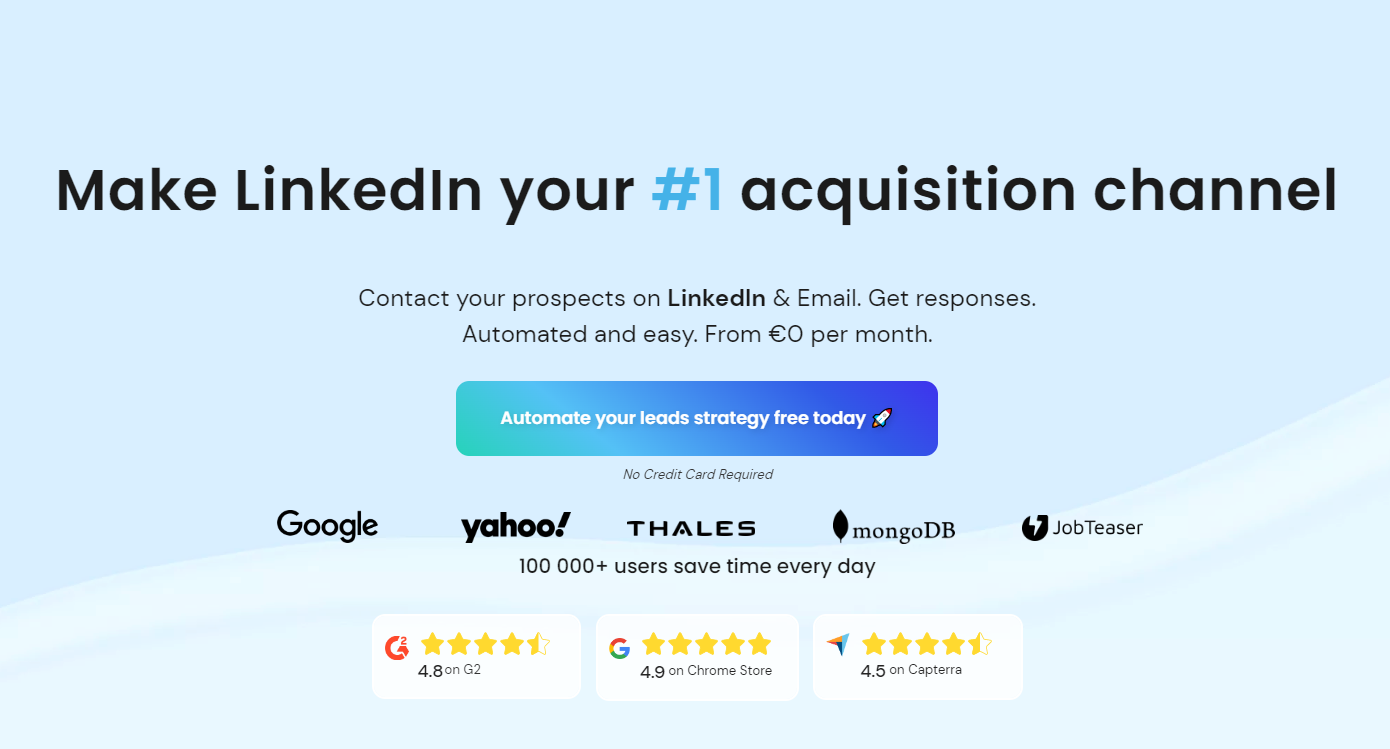 Make LinkedIn your #1 acquisition channel
Contact your prospects on LinkedIn & Email. Get responses.
Automated and easy. From €0 per month.
Automate your leads strategy free today 🚀
No Credit Card Required
Google yahoo! THALES mongoDB JobTeaser
100 000+ users save time every day
4.8 on G2
4.9 on Chrome Store
4.5 on Capterra